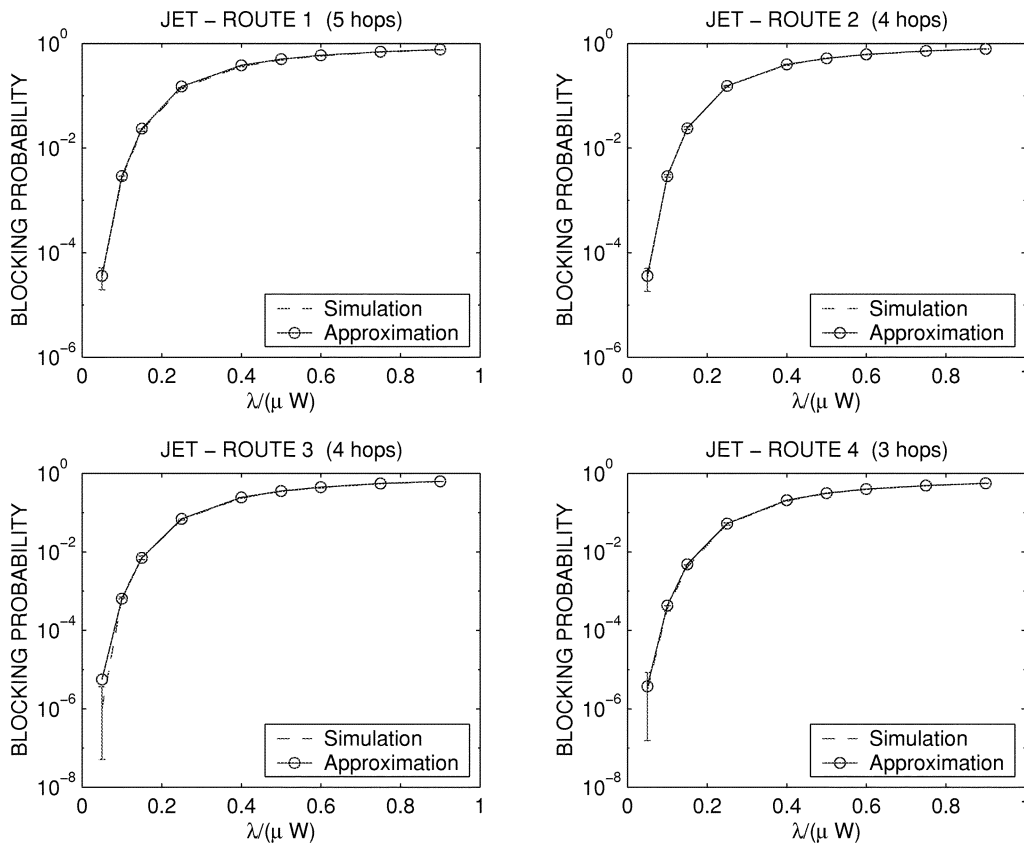 JET − ROUTE 1 (5 hops)
BLOCKING PROBABILITY
10^0
10^−2
10^−4
10^−6
0 0.2 0.4 0.6 0.8 1
λ/(μ W)
Simulation
Approximation
JET − ROUTE 2 (4 hops)
BLOCKING PROBABILITY
10^0
10^−2
10^−4
10^−6
0 0.2 0.4 0.6 0.8 1
λ/(μ W)
Simulation
Approximation
JET − ROUTE 3 (4 hops)
BLOCKING PROBABILITY
10^0
10^−2
10^−4
10^−6
10^−8
0 0.2 0.4 0.6 0.8 1
λ/(μ W)
Simulation
Approximation
JET − ROUTE 4 (3 hops)
BLOCKING PROBABILITY
10^0
10^−2
10^−4
10^−6
10^−8
0 0.2 0.4 0.6 0.8 1
λ/(μ W)
Simulation
Approximation